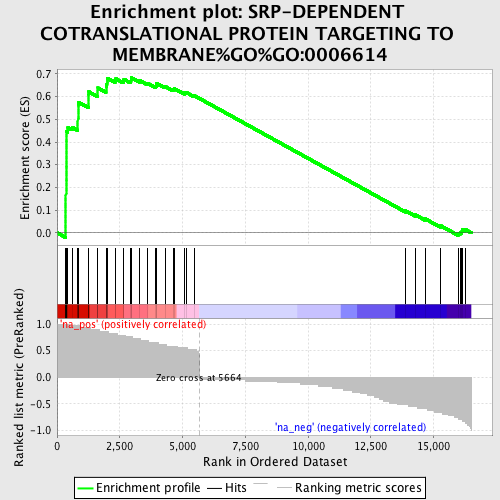 Enrichment plot: SRP-DEPENDENT
COTRANSLATIONAL PROTEIN TARGETING TO
MEMBRANE%GO%GO:0006614
Enrichment score (ES)
0.7
0.6
0.5
0.4
0.3
0.2
0.1
0.0
Ranked list metric (PreRanked)
1.0
0.5
0.0
-0.5
-1.0
'na_pos' (positively correlated)
Zero cross at 5664
'na_neg' (negatively correlated)
0
2,500
5,000
7,500
10,000
12,500
15,000
Rank in Ordered Dataset
Enrichment profile
Hits
Ranking metric scores